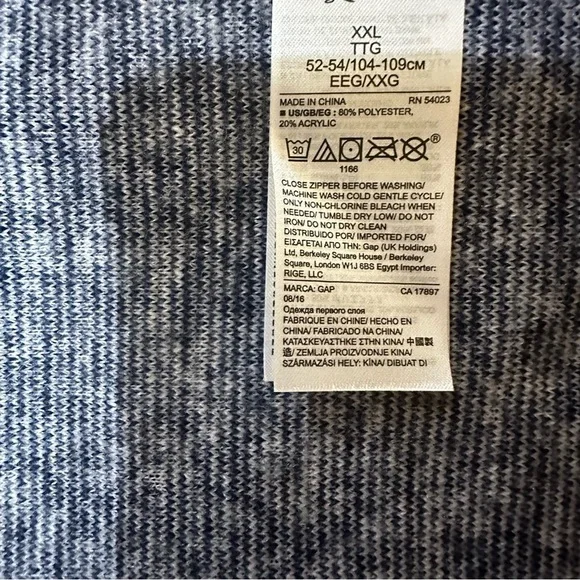 XXL
TTG
52-54/104-109CM
EEG/XXG
MADE IN CHINA RN 54023
■ US/GB/EG : 80% POLYESTER,
20% ACRYLIC
30 ®
1166
CLOSE ZIPPER BEFORE WASHING/
MACHINE WASH COLD GENTLE CYCLE/
ONLY NON-CHLORINE BLEACH WHEN
NEEDED/ TUMBLE DRY LOW/ DO NOT
IRON/ DO NOT DRY CLEAN
DISTRIBUIDO POR/ IMPORTED FOR/
ΕΙΣΑΓΕΤΑΙ ΑΠΟ ΤΗΝ: Gap (UK Holdings)
Ltd, Berkeley Square House / Berkeley
Square, London W1J 6BS Egypt Importer:
RIGE, LLC
MARCA: GAP CA 17897
08/16
Одежда первого слоя
FABRIQUE EN CHINE/ HECHO EN
CHINA/ FABRICADO NA CHINA/
ΚΑΤΑΣΚΕΥΑΣΤΗΚΕ ΣΤΗΝ ΚΙΝΑ/ 中國製
造/ ZEMLJA PROIZVODNJE KINA/
SZÁRMAZÁSI HELY: KÍNA/ DIBUAT DI